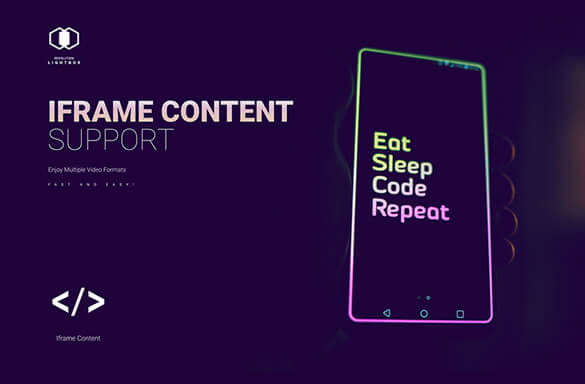 REVOLUTION
LIGHTBOX
IFRAME CONTENT
SUPPORT
Enjoy Multiple Video Formats
FAST AND EASY!
Eat
Sleep
Code
Repeat
</>
Iframe Content